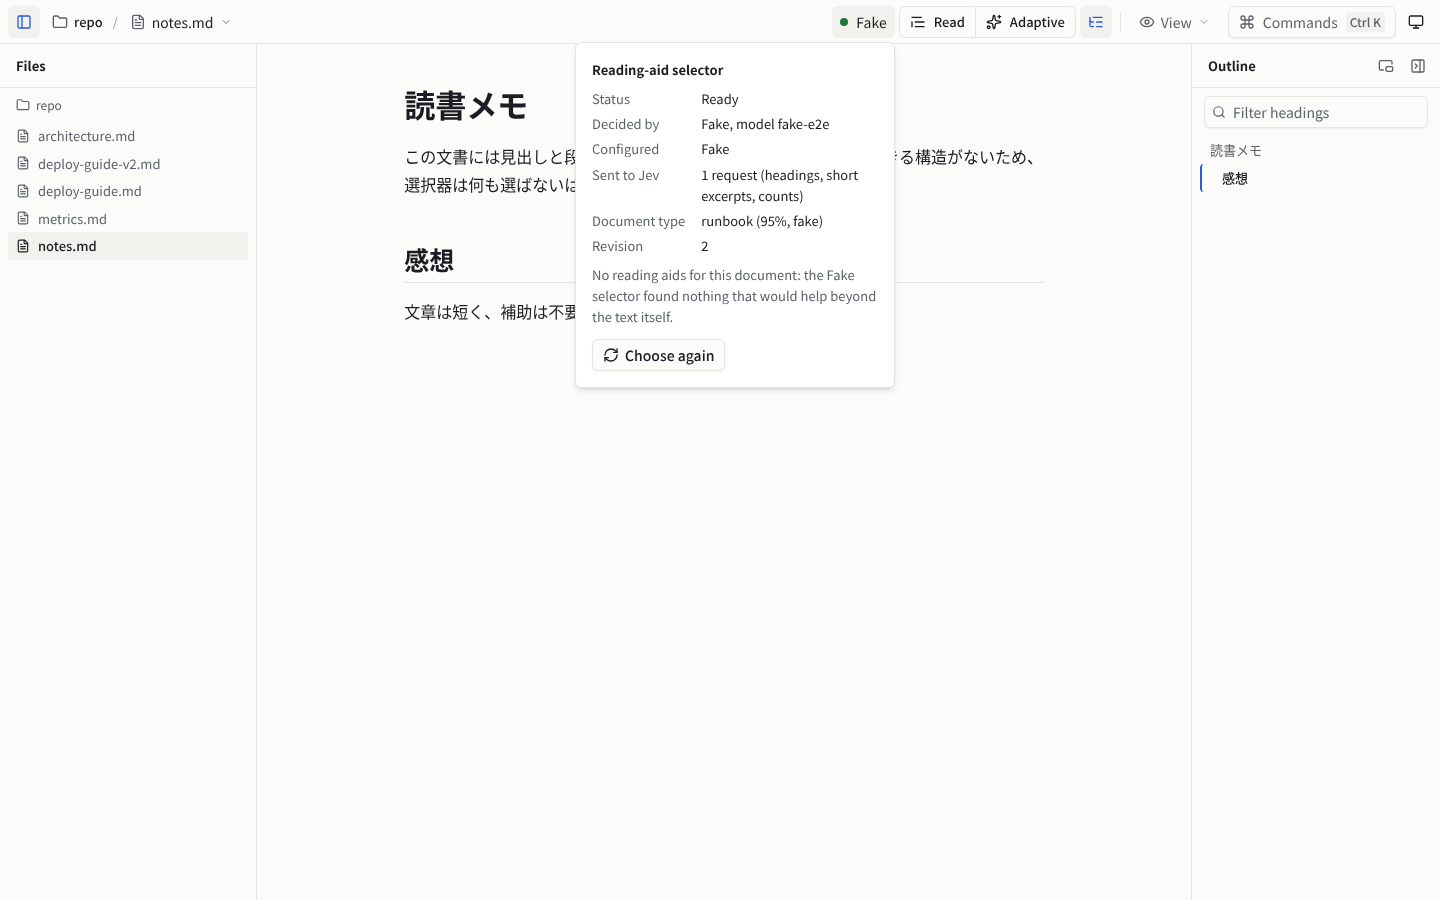 repo / notes.md
Fake
Read
Adaptive
View
Commands Ctrl K
Files
repo
architecture.md
deploy-guide-v2.md
deploy-guide.md
metrics.md
notes.md
読書メモ
この文書には見出しと段
る構造がないため、
選択器は何も選ばない
感想
文章は短く、補助は不要
Reading-aid selector
Status Ready
Decided by Fake, model fake-e2e
Configured Fake
Sent to Jev 1 request (headings, short
excerpts, counts)
Document type runbook (95%, fake)
Revision 2
No reading aids for this document: the Fake
selector found nothing that would help beyond
the text itself.
Choose again
Outline
Filter headings
読書メモ
感想